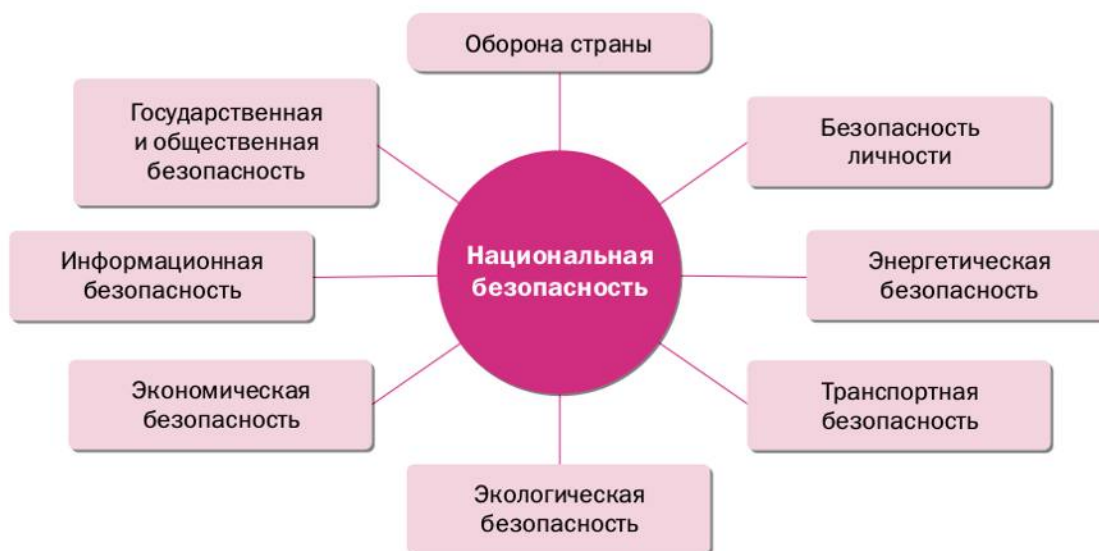 Оборона страны
Государственная
и общественная
безопасность
Безопасность
личности
Национальная
безопасность
Информационная
безопасность
Энергетическая
безопасность
Экономическая
безопасность
Транспортная
безопасность
Экологическая
безопасность